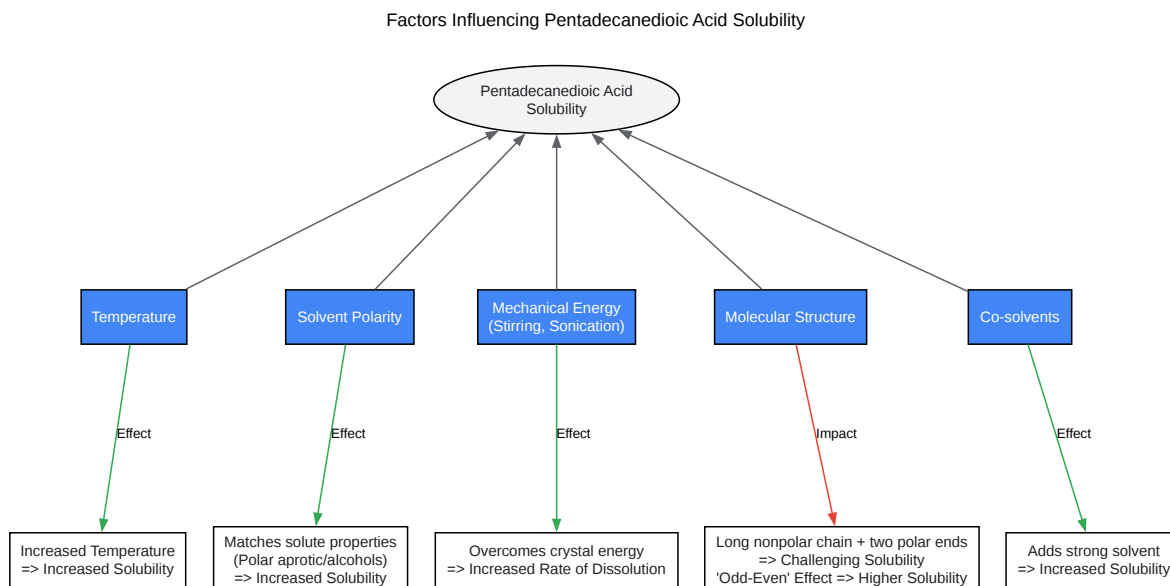 Factors Influencing Pentadecanedioic Acid Solubility
Pentadecanedioic Acid
Solubility
Temperature
Solvent Polarity
Mechanical Energy
(Stirring, Sonication)
Molecular Structure
Co-solvents
Effect
Effect
Effect
Impact
Effect
Increased Temperature
=> Increased Solubility
Matches solute properties
(Polar aprotic/alcohols)
=> Increased Solubility
Overcomes crystal energy
=> Increased Rate of Dissolution
Long nonpolar chain + two polar ends
=> Challenging Solubility
'Odd-Even' Effect => Higher Solubility
Adds strong solvent
=> Increased Solubility